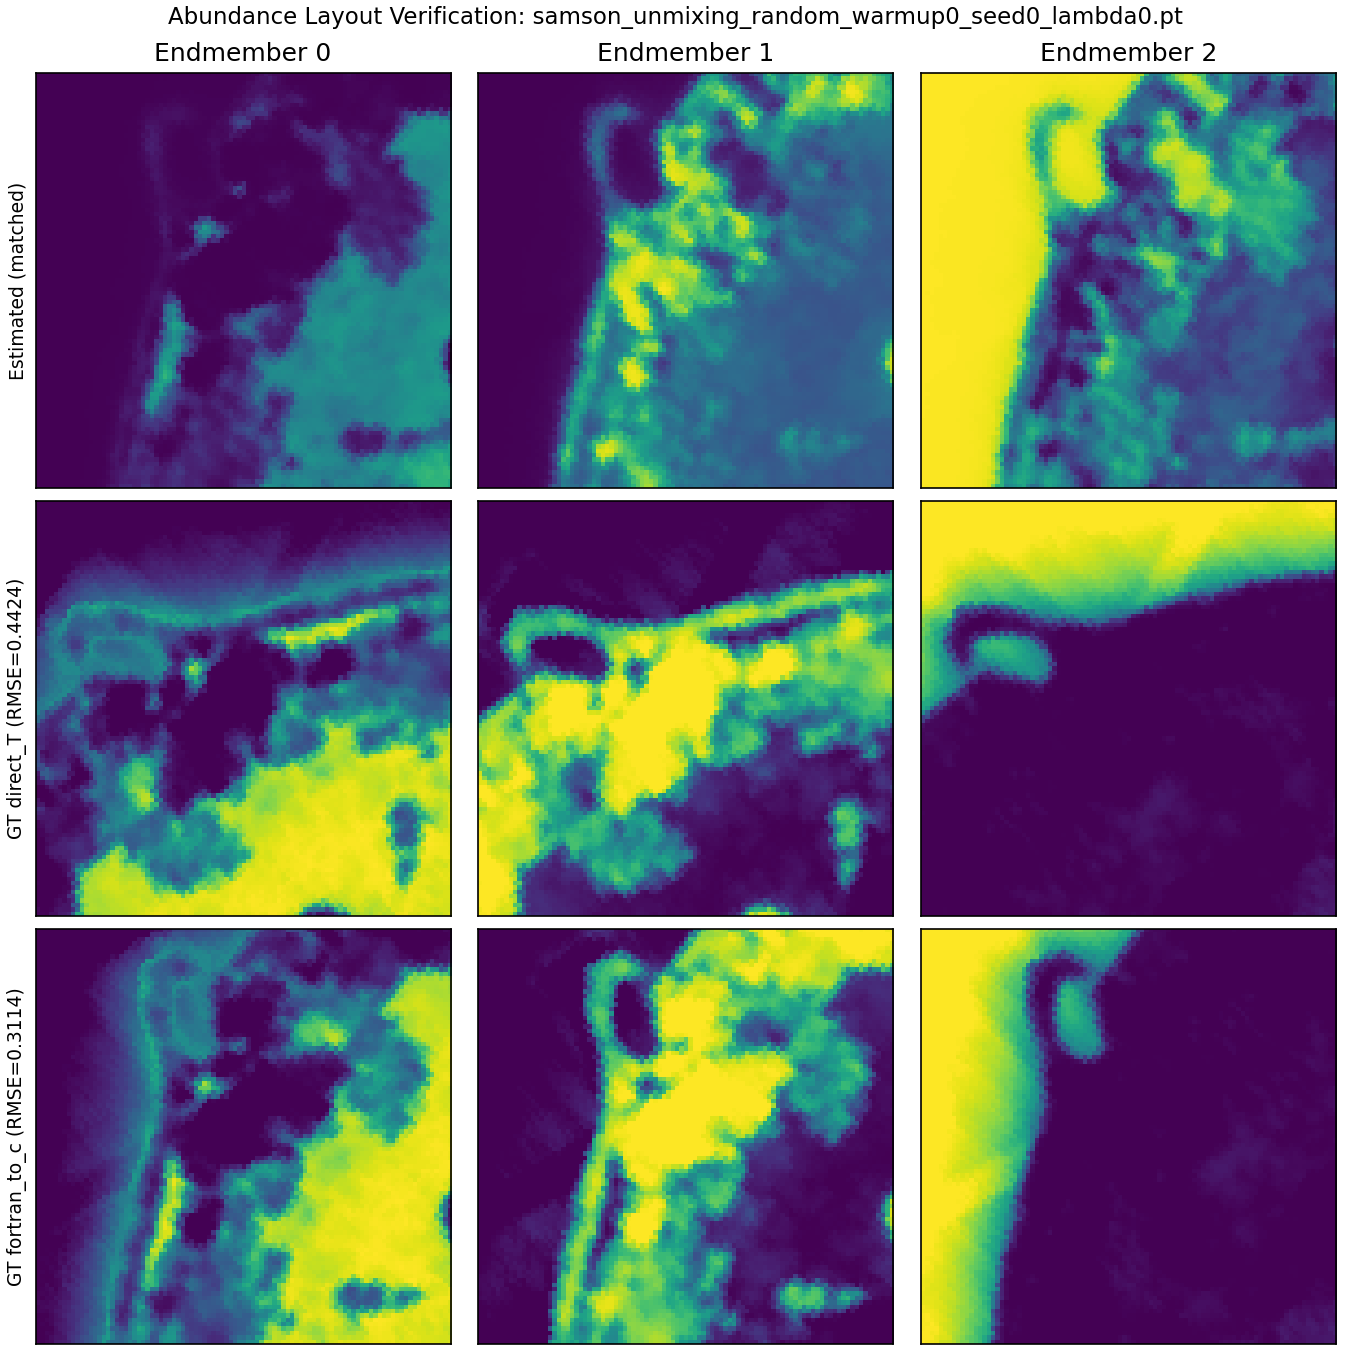 Abundance Layout Verification: samson_unmixing_random_warmup0_seed0_lambda0.pt
Endmember 0
Endmember 1
Endmember 2
Estimated (matched)
GT direct_T (RMSE=0.4424)
GT fortran_to_c (RMSE=0.3114)